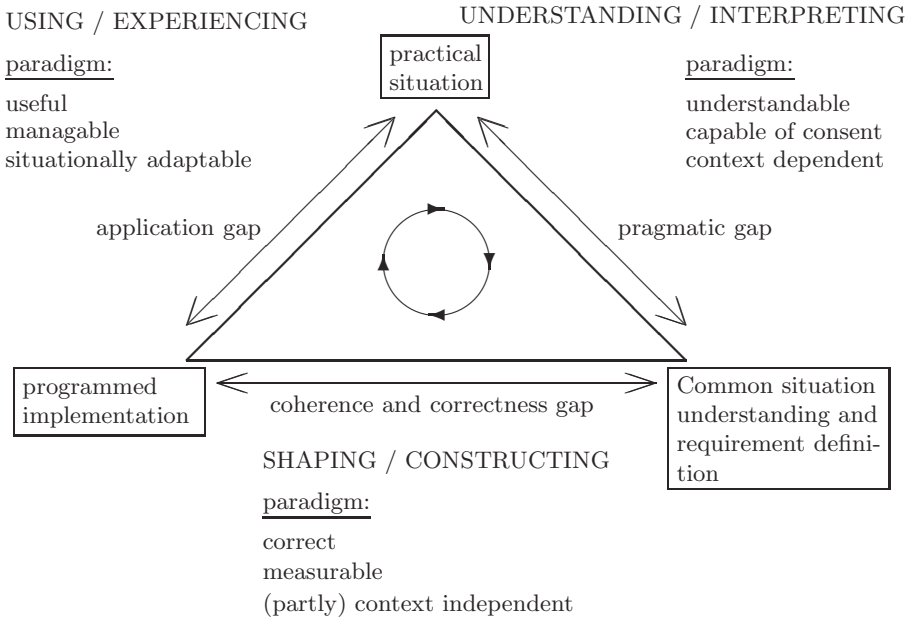 USING / EXPERIENCING
UNDERSTANDING / INTERPRETING
practical
situation
paradigm:
useful
managable
situationally adaptable
paradigm:
understandable
capable of consent
context dependent
application gap
pragmatic gap
programmed
implementation
coherence and correctness gap
Common situation
understanding and
requirement defini-
tion
SHAPING / CONSTRUCTING
paradigm:
correct
measurable
(partly) context independent